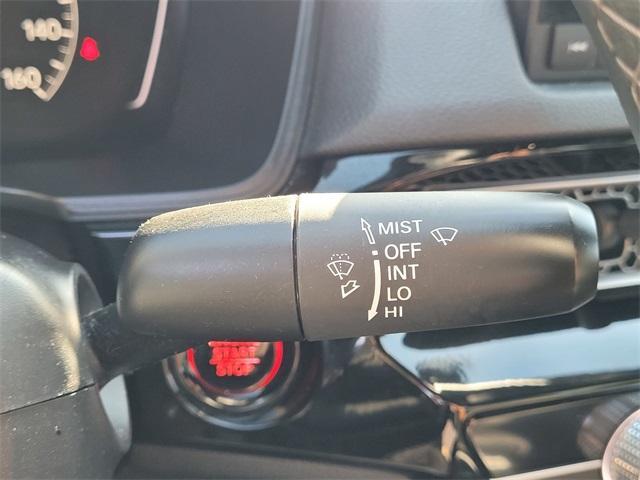 140
160
MIST
OFF
INT
LO
HI
START
STOP